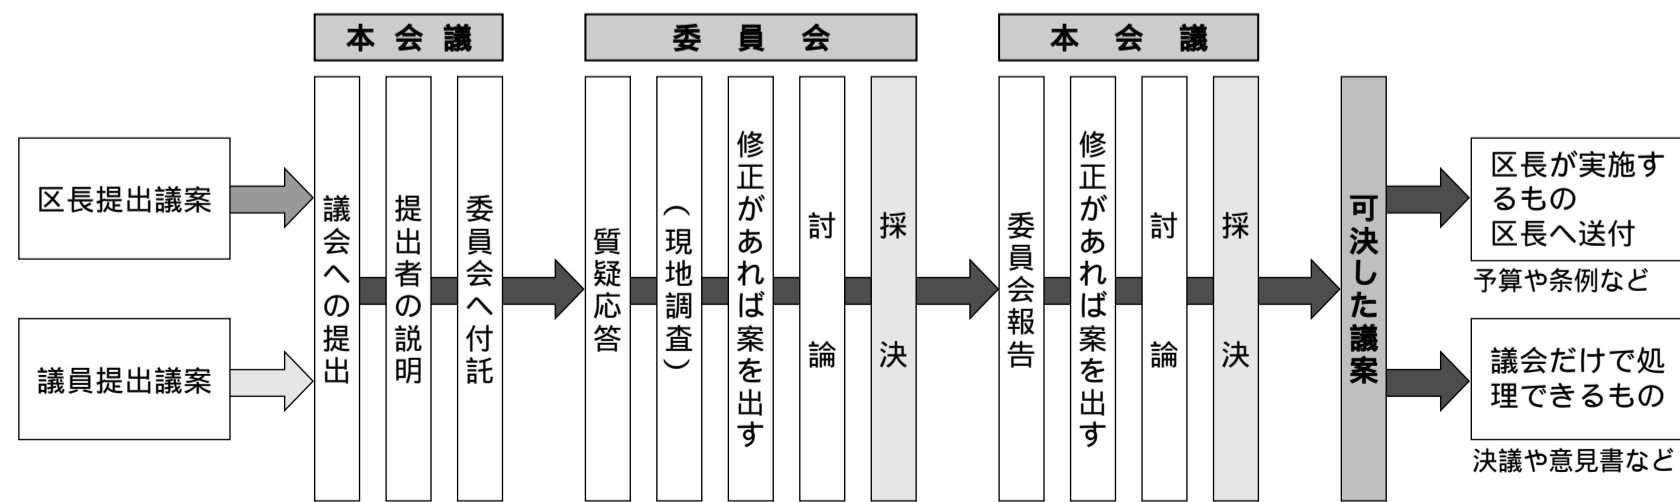 本会議
委員会
本会議
区長提出議案
議員提出議案
議会への提出
提出者の説明
委員会へ付託
質疑応答
（現地調査）
修正があれば案を出す
討論
採決
委員会報告
修正があれば案を出す
討論
採決
可決した議案
区長が実施す
るもの
区長へ送付
予算や条例など
議会だけで処
理できるもの
決議や意見書など